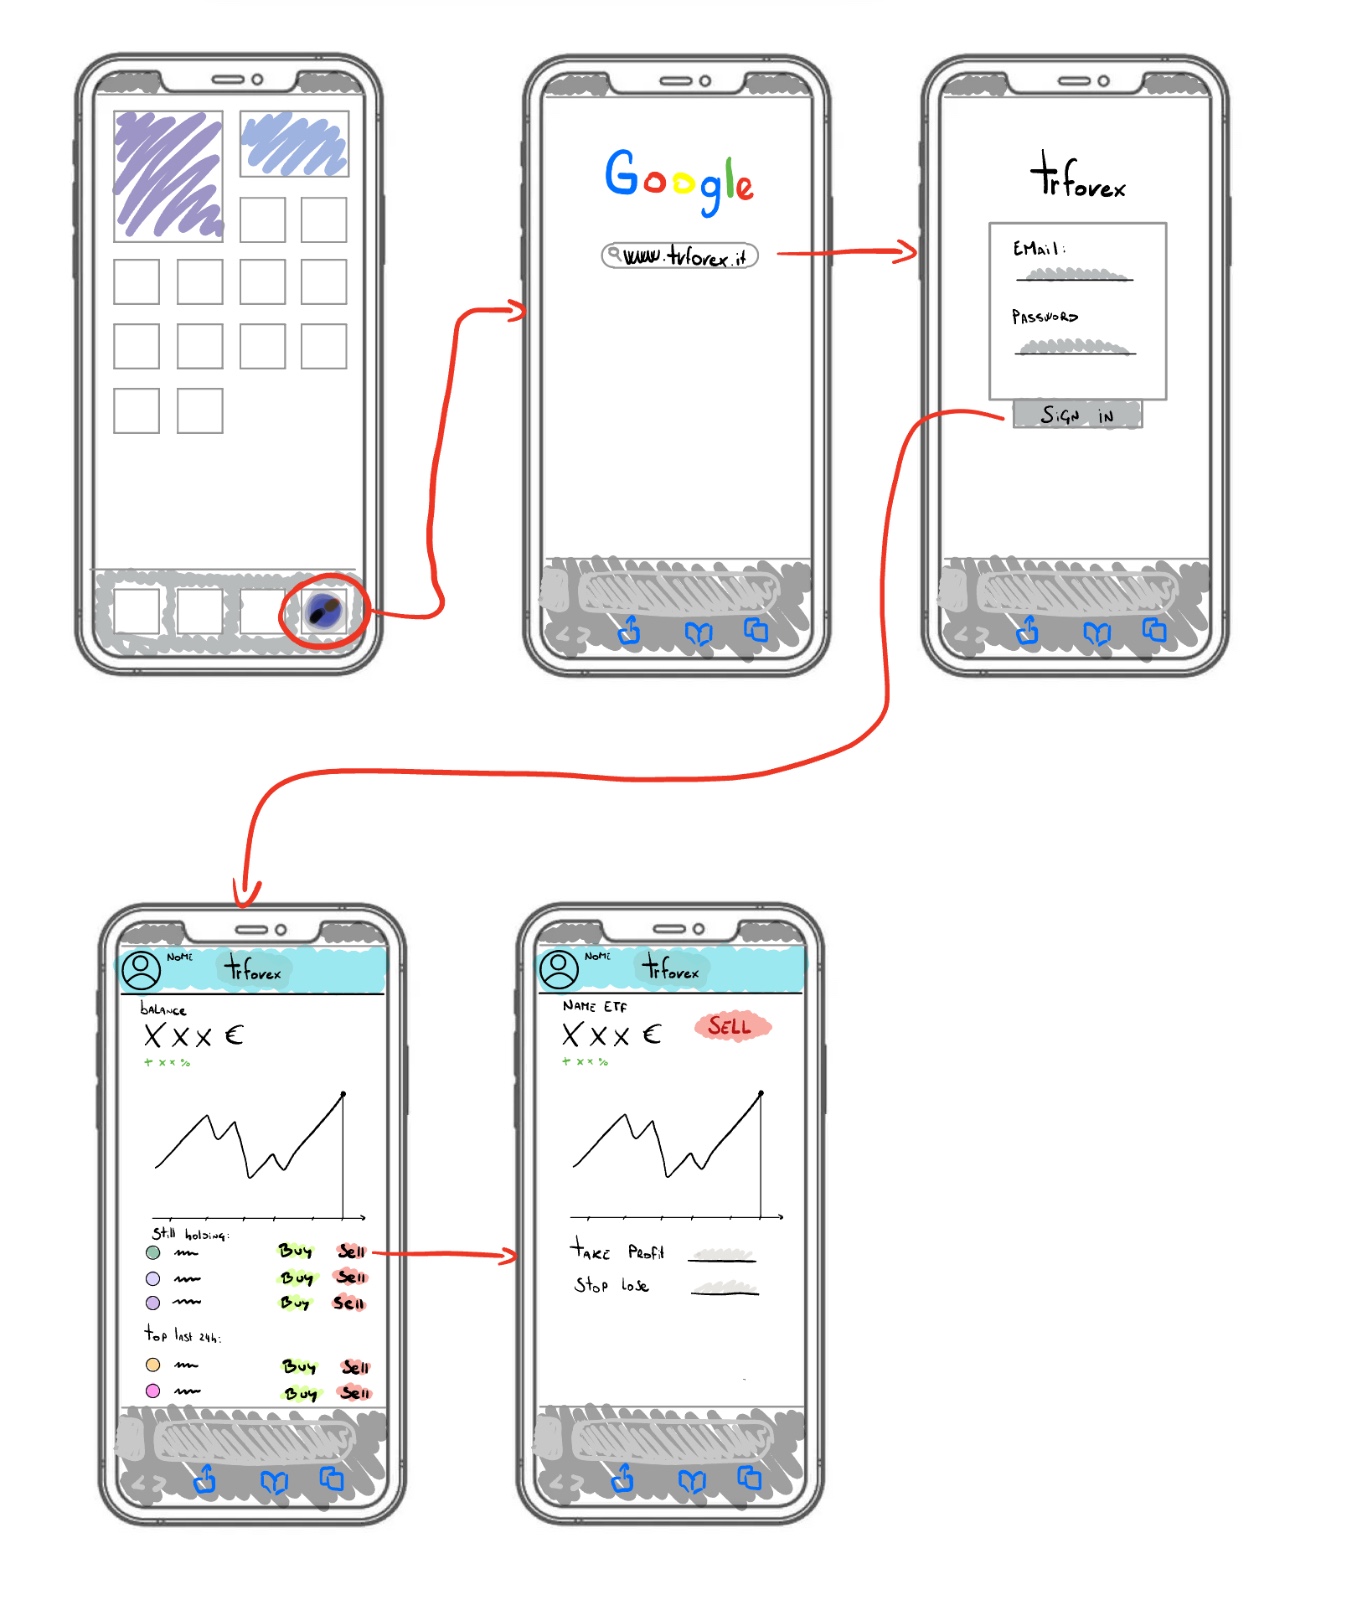 Google
www.trforex.it
trforex
EMail:
PASSWORD
SiGN iN
NOME
trforex
bALANCE
XXX €
+ xx %
Still holding:
Buy Sell
Buy Sell
Buy Sell
top last 24h:
Buy Sell
Buy Sell
NOME
trforex
NAME ETF
XXX €
+ xx %
SELL
tAKE Profit
Stop Lose